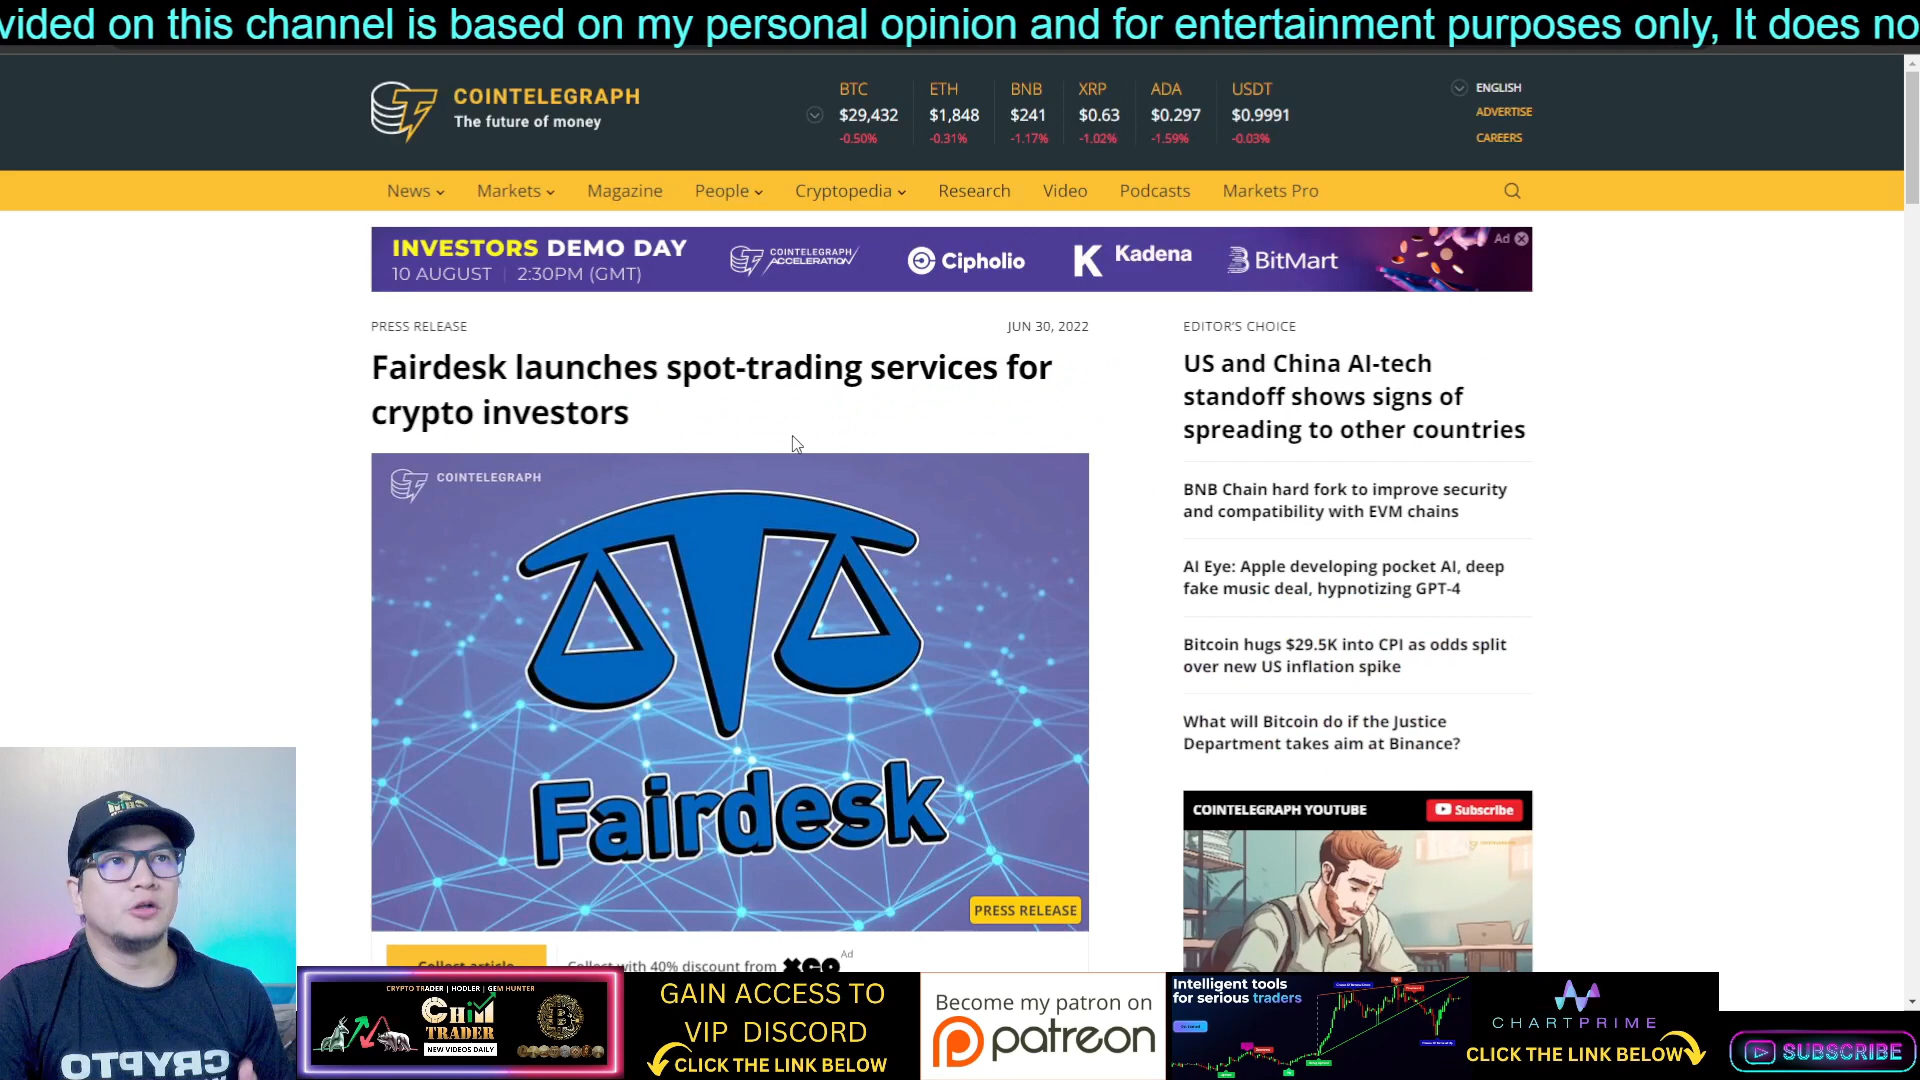 vided on this channel is based on my personal opinion and for entertainment purposes only, It does no
COINTELEGRAPH
The future of money
BTC ETH BNB XRP ADA USDT
$29,432 $1,848 $241 $0.63 $0.297 $0.9991
-0.50% -0.31% -1.17% -1.02% -1.59% -0.03%
ENGLISH
ADVERTISE
CAREERS
News Markets Magazine People Cryptopedia Research Video Podcasts Markets Pro
INVESTORS DEMO DAY
10 AUGUST | 2:30PM (GMT)
COINTELEGRAPH
ACCELERATION
Cipholio
Kadena
BitMart
Ad
PRESS RELEASE
JUN 30, 2022
Fairdesk launches spot-trading services for
crypto investors
COINTELEGRAPH
Fairdesk
PRESS RELEASE
Collect article
Collect with 40% discount from
Ad
EDITOR'S CHOICE
US and China AI-tech
standoff shows signs of
spreading to other countries
BNB Chain hard fork to improve security
and compatibility with EVM chains
AI Eye: Apple developing pocket AI, deep
fake music deal, hypnotizing GPT-4
Bitcoin hugs $29.5K into CPI as odds split
over new US inflation spike
What will Bitcoin do if the Justice
Department takes aim at Binance?
COINTELEGRAPH YOUTUBE
Subscribe
CRYPTO
CRYPTO TRADER | HODLER | GEM HUNTER
CHiM
TRADER
NEW VIDEOS DAILY
GAIN ACCESS TO
VIP DISCORD
CLICK THE LINK BELOW
Become my patron on
patreon
Intelligent tools
for serious traders
CHARTPRIME
CLICK THE LINK BELOW
SUBSCRIBE